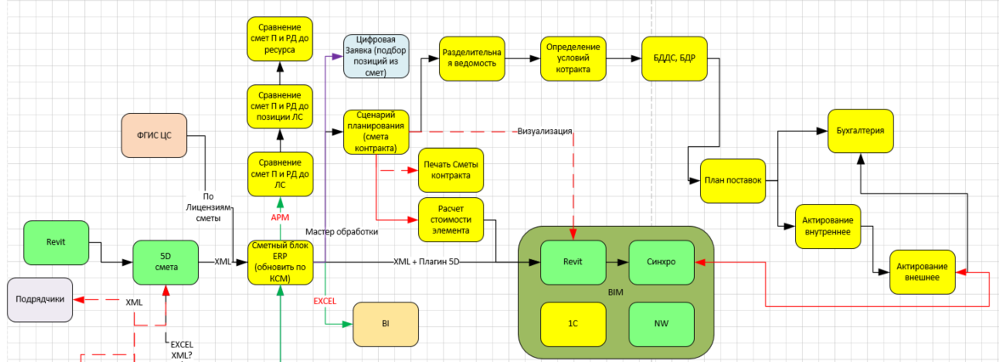 Сравнение
смет П и РД до
ресурса
Цифровая
Заявка (подбор
позиций из
смет)
Разделительна
я ведомость
Определение
условий
котракта
БДДС, БДР
Сравнение
смет П и РД до
позиции ЛС
ФГИС ЦС
Сценарий
планирования
(смета
контракта)
Визуализация
Бухгалтерия
Сравнение
смет П и РД до
ЛС
Печать Сметы
контракта
План поставок
По
Лицензиям
сметы
АРМ
Расчет
стоимости
элемента
Актирование
внутреннее
Мастер обработки
Revit
5D
смета
XML
Сметный блок
ERP
(обновить по
КСМ)
XML + Плагин 5D
Revit
Синхро
Актирование
внешнее
BIM
Подрядчики
XML
EXCEL
BI
1С
NW
EXCEL
XML?